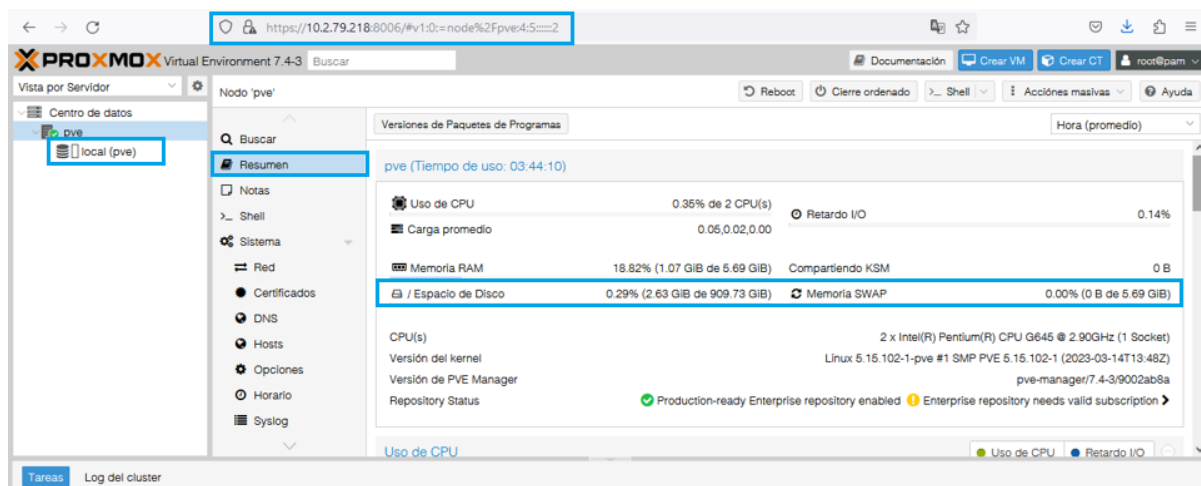 https://10.2.79.218:8006/#v1:0:=node%2Fpve:4:5::::::2
PROXMOX Virtual Environment 7.4-3 Buscar Documentación Crear VM Crear CT root@pam
Vista por Servidor Nodo 'pve' Reboot Cierre ordenado >_ Shell Acciónes masivas Ayuda
Centro de datos
pve
local (pve)
Buscar
Resumen
Notas
>_ Shell
Sistema
Red
Certificados
DNS
Hosts
Opciones
Horario
Syslog
Versiones de Paquetes de Programas Hora (promedio)
pve (Tiempo de uso: 03:44:10)
Uso de CPU 0.35% de 2 CPU(s) Retardo I/O 0.14%
Carga promedio 0.05,0.02,0.00
Memoria RAM 18.82% (1.07 GiB de 5.69 GiB) Compartiendo KSM 0 B
/ Espacio de Disco 0.29% (2.63 GiB de 909.73 GiB) Memoria SWAP 0.00% (0 B de 5.69 GiB)
CPU(s) 2 x Intel(R) Pentium(R) CPU G645 @ 2.90GHz (1 Socket)
Versión del kernel Linux 5.15.102-1-pve #1 SMP PVE 5.15.102-1 (2023-03-14T13:48Z)
Versión de PVE Manager pve-manager/7.4-3/9002ab8a
Repository Status Production-ready Enterprise repository enabled Enterprise repository needs valid subscription
Uso de CPU Uso de CPU Retardo I/O
Tareas Log del cluster